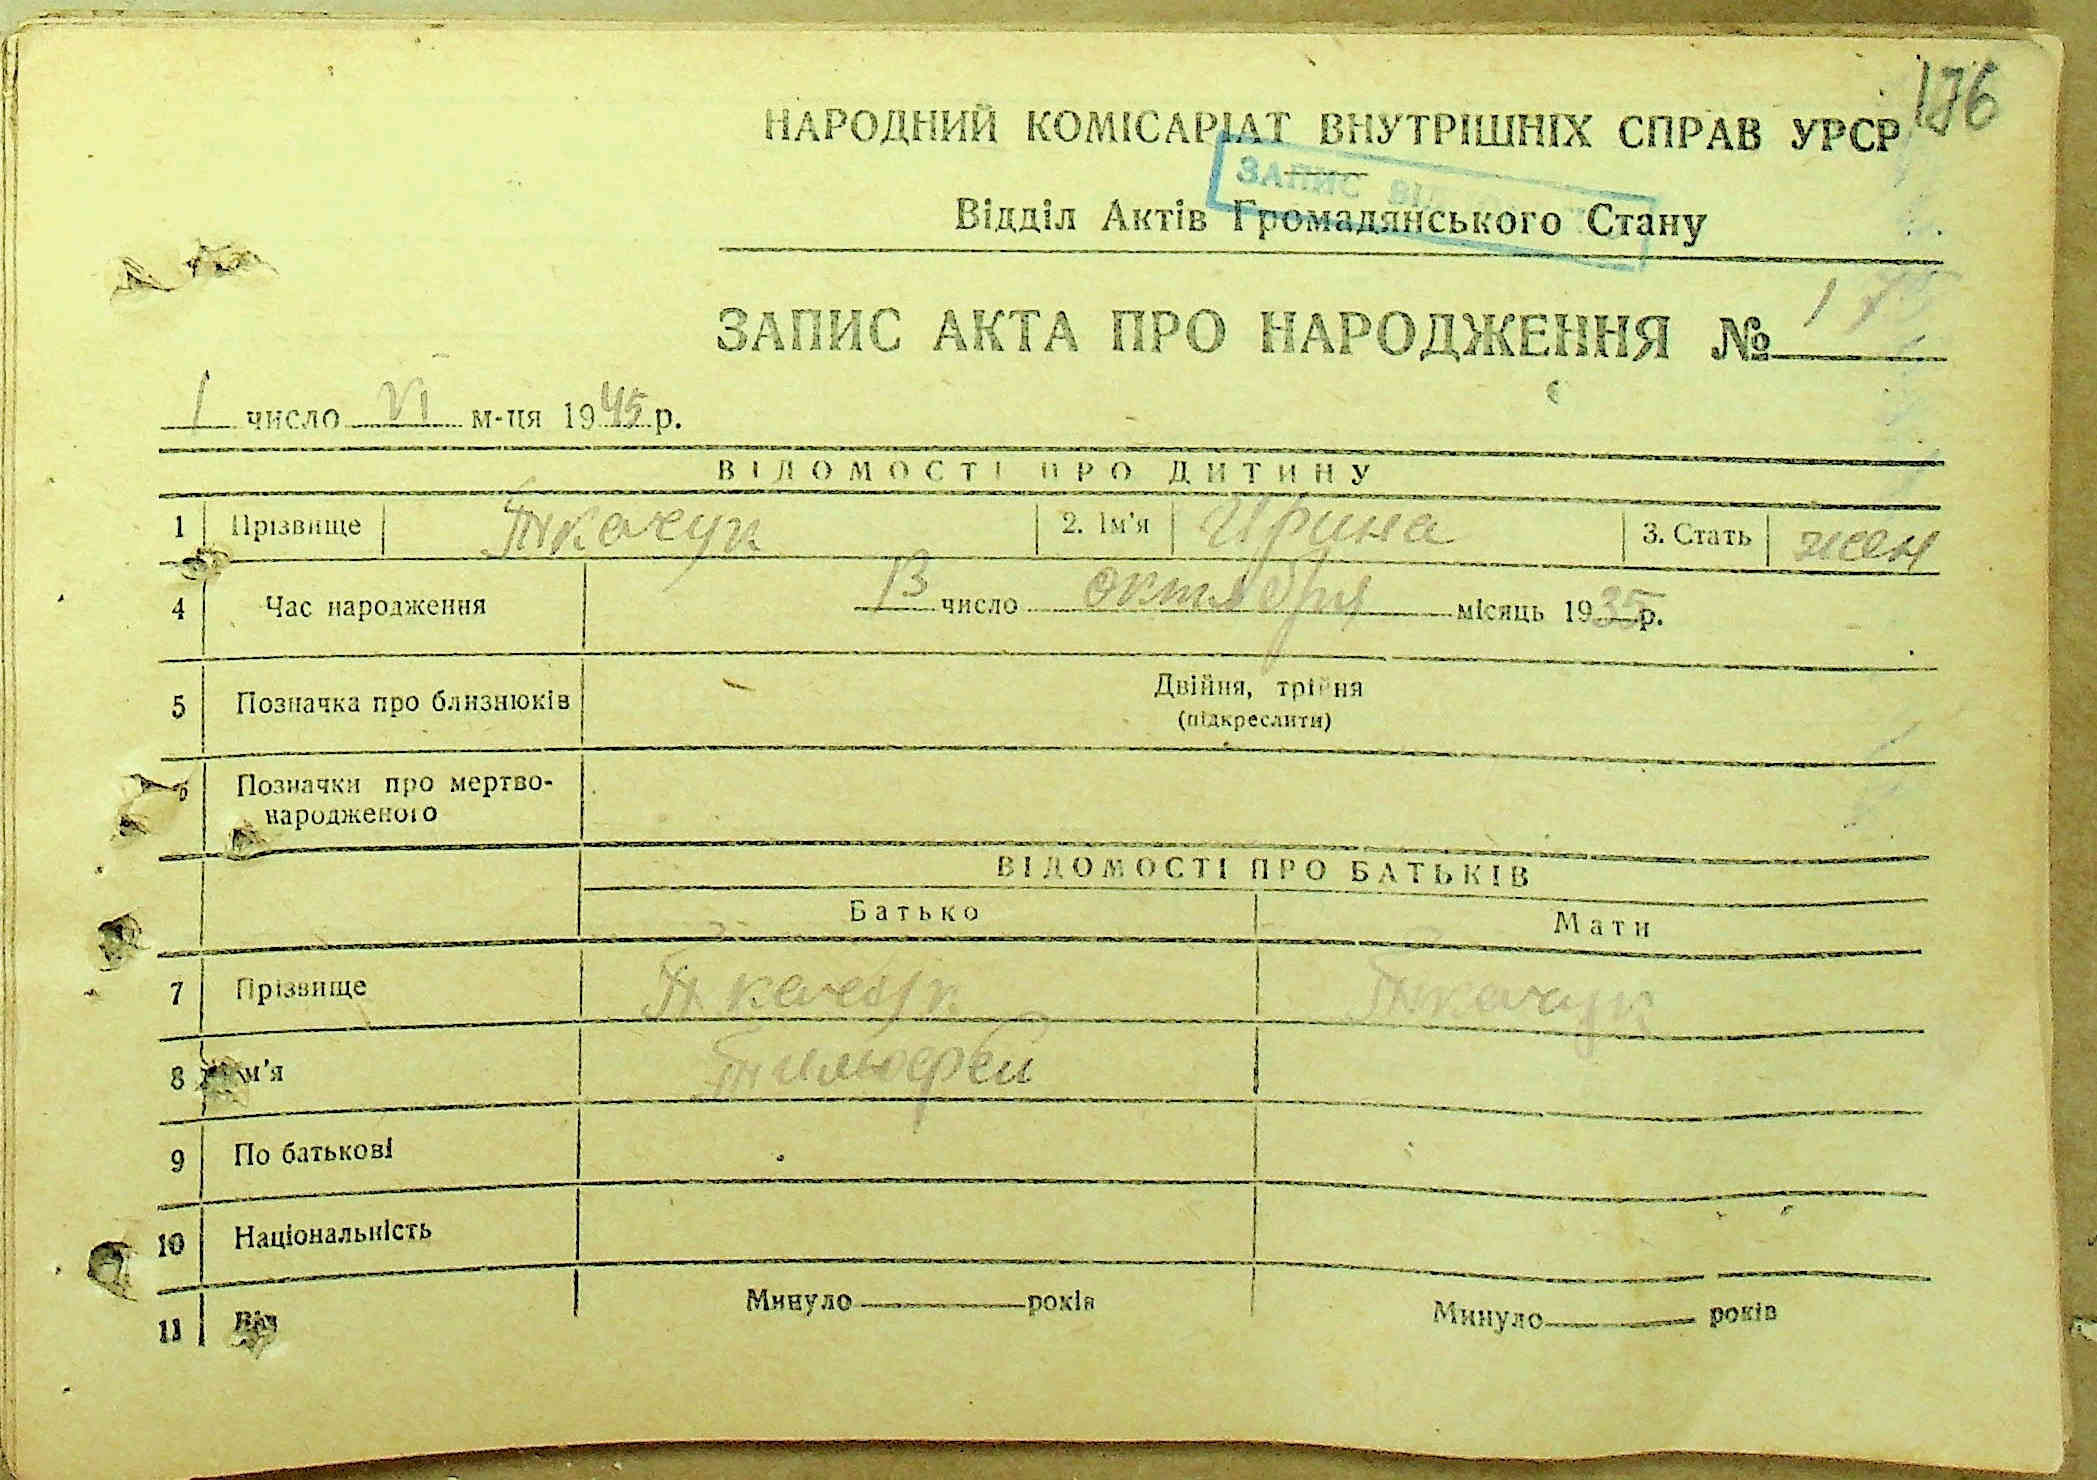 176
НАРОДНИЙ КОМІСАРІАТ ВНУТРІШНІХ СПРАВ УРСР
ЗАПИС ВІД
Відділ Актів Громадянського Стану
ЗАПИС АКТА ПРО НАРОДЖЕННЯ № 175
1 число VI м-ця 1945 р.
ВІДОМОСТІ ПРО ДИТИНУ
1 Прізвище Ткачук 2. Ім'я Ирина 3. Стать жен
4 Час народження 13 число октября місяць 1935 р.
5 Позначка про близнюків Двійня, трійня
(підкреслити)
6 Позначки про мертво-
народженого
ВІДОМОСТІ ПРО БАТЬКІВ
Батько Мати
7 Прізвище Ткачук Ткачук
8 Ім'я Тимофей
9 По батькові
10 Національність
11 Вік Минуло років Минуло років